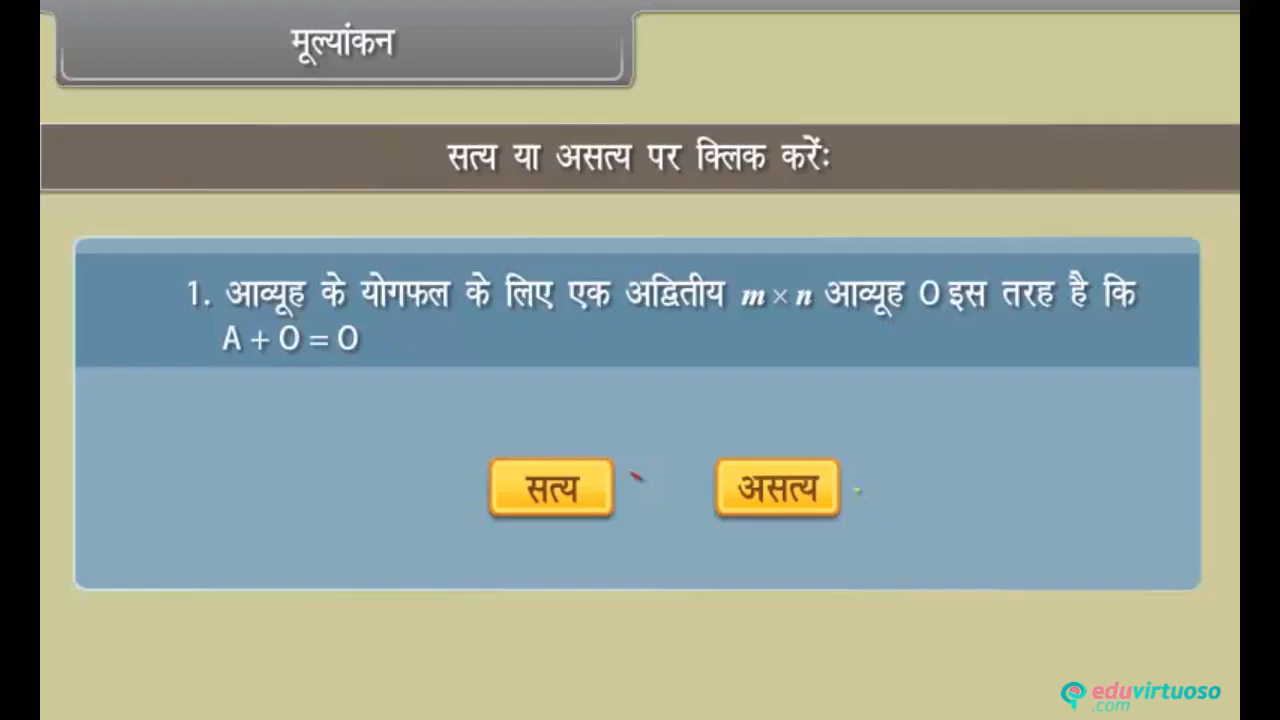 मूल्यांकन
सत्य या असत्य पर क्लिक करें:
1. आव्यूह के योगफल के लिए एक अद्वितीय m × n आव्यूह O इस तरह है कि
A + O = O
सत्य असत्य
eduvirtuoso
.com